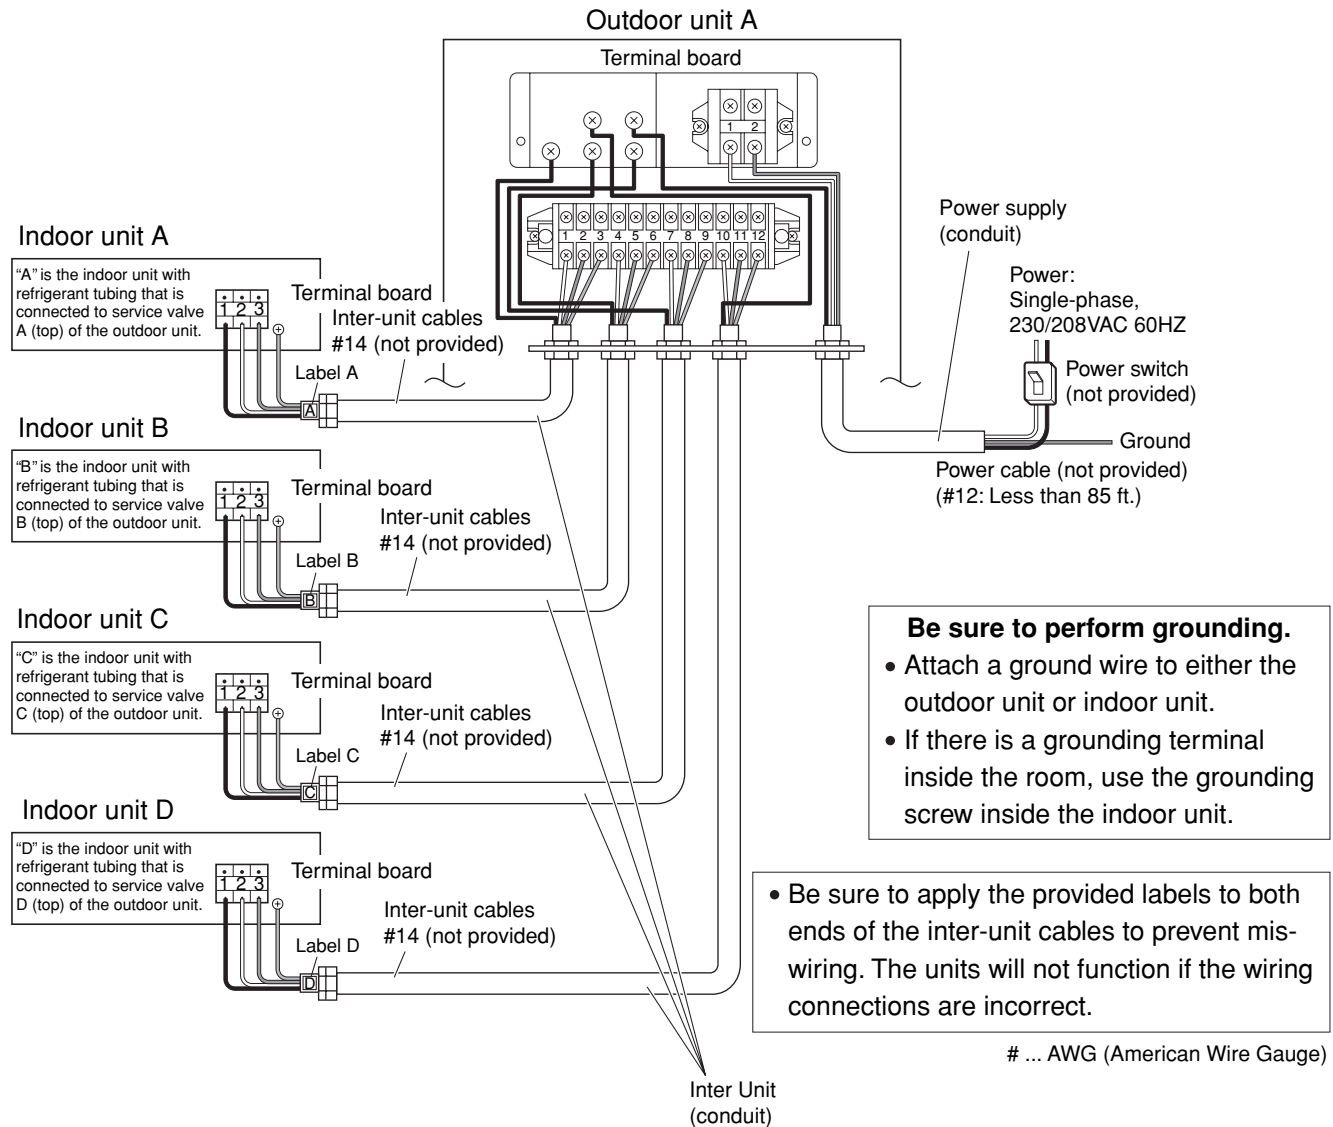 Outdoor unit A
Terminal board
1 2
1 2 3 4 5 6 7 8 9 10 11 12
Power supply
(conduit)
Power:
Single-phase,
230/208VAC 60HZ
Power switch
(not provided)
Ground
Power cable (not provided)
(#12: Less than 85 ft.)
Indoor unit A
“A” is the indoor unit with
refrigerant tubing that is
connected to service valve
A (top) of the outdoor unit.
1 2 3
Terminal board
Inter-unit cables
#14 (not provided)
Label A
A
Indoor unit B
“B” is the indoor unit with
refrigerant tubing that is
connected to service valve
B (top) of the outdoor unit.
1 2 3
Terminal board
Inter-unit cables
#14 (not provided)
Label B
B
Indoor unit C
“C” is the indoor unit with
refrigerant tubing that is
connected to service valve
C (top) of the outdoor unit.
1 2 3
Terminal board
Inter-unit cables
#14 (not provided)
Label C
C
Indoor unit D
“D” is the indoor unit with
refrigerant tubing that is
connected to service valve
D (top) of the outdoor unit.
1 2 3
Terminal board
Inter-unit cables
#14 (not provided)
Label D
D
Inter Unit
(conduit)
Be sure to perform grounding.
• Attach a ground wire to either the
outdoor unit or indoor unit.
• If there is a grounding terminal
inside the room, use the grounding
screw inside the indoor unit.
• Be sure to apply the provided labels to both
ends of the inter-unit cables to prevent mis-
wiring. The units will not function if the wiring
connections are incorrect.
# ... AWG (American Wire Gauge)